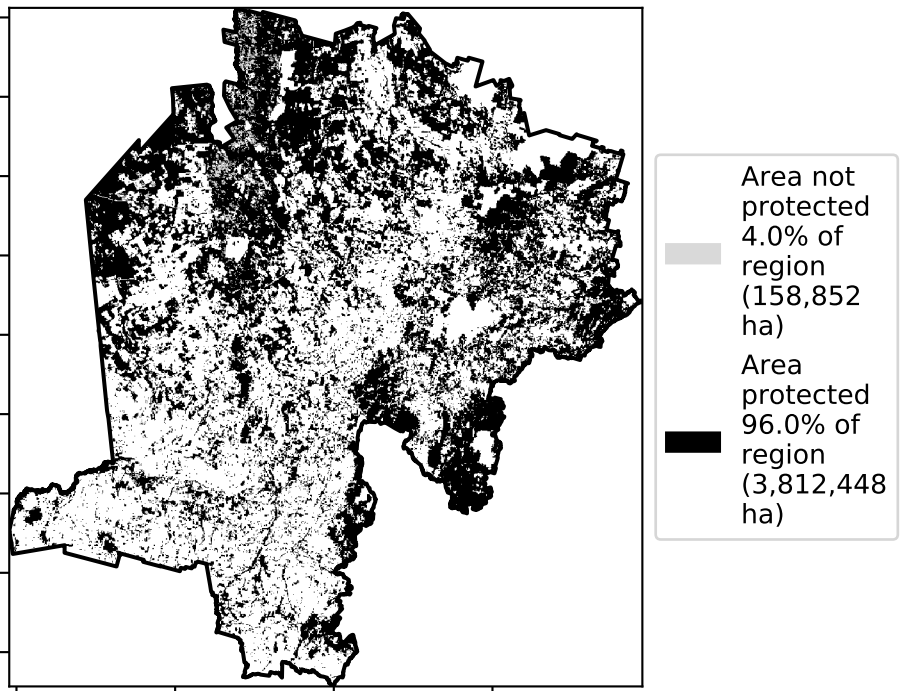 Area not
protected
4.0% of
region
(158,852
ha)
Area
protected
96.0% of
region
(3,812,448
ha)